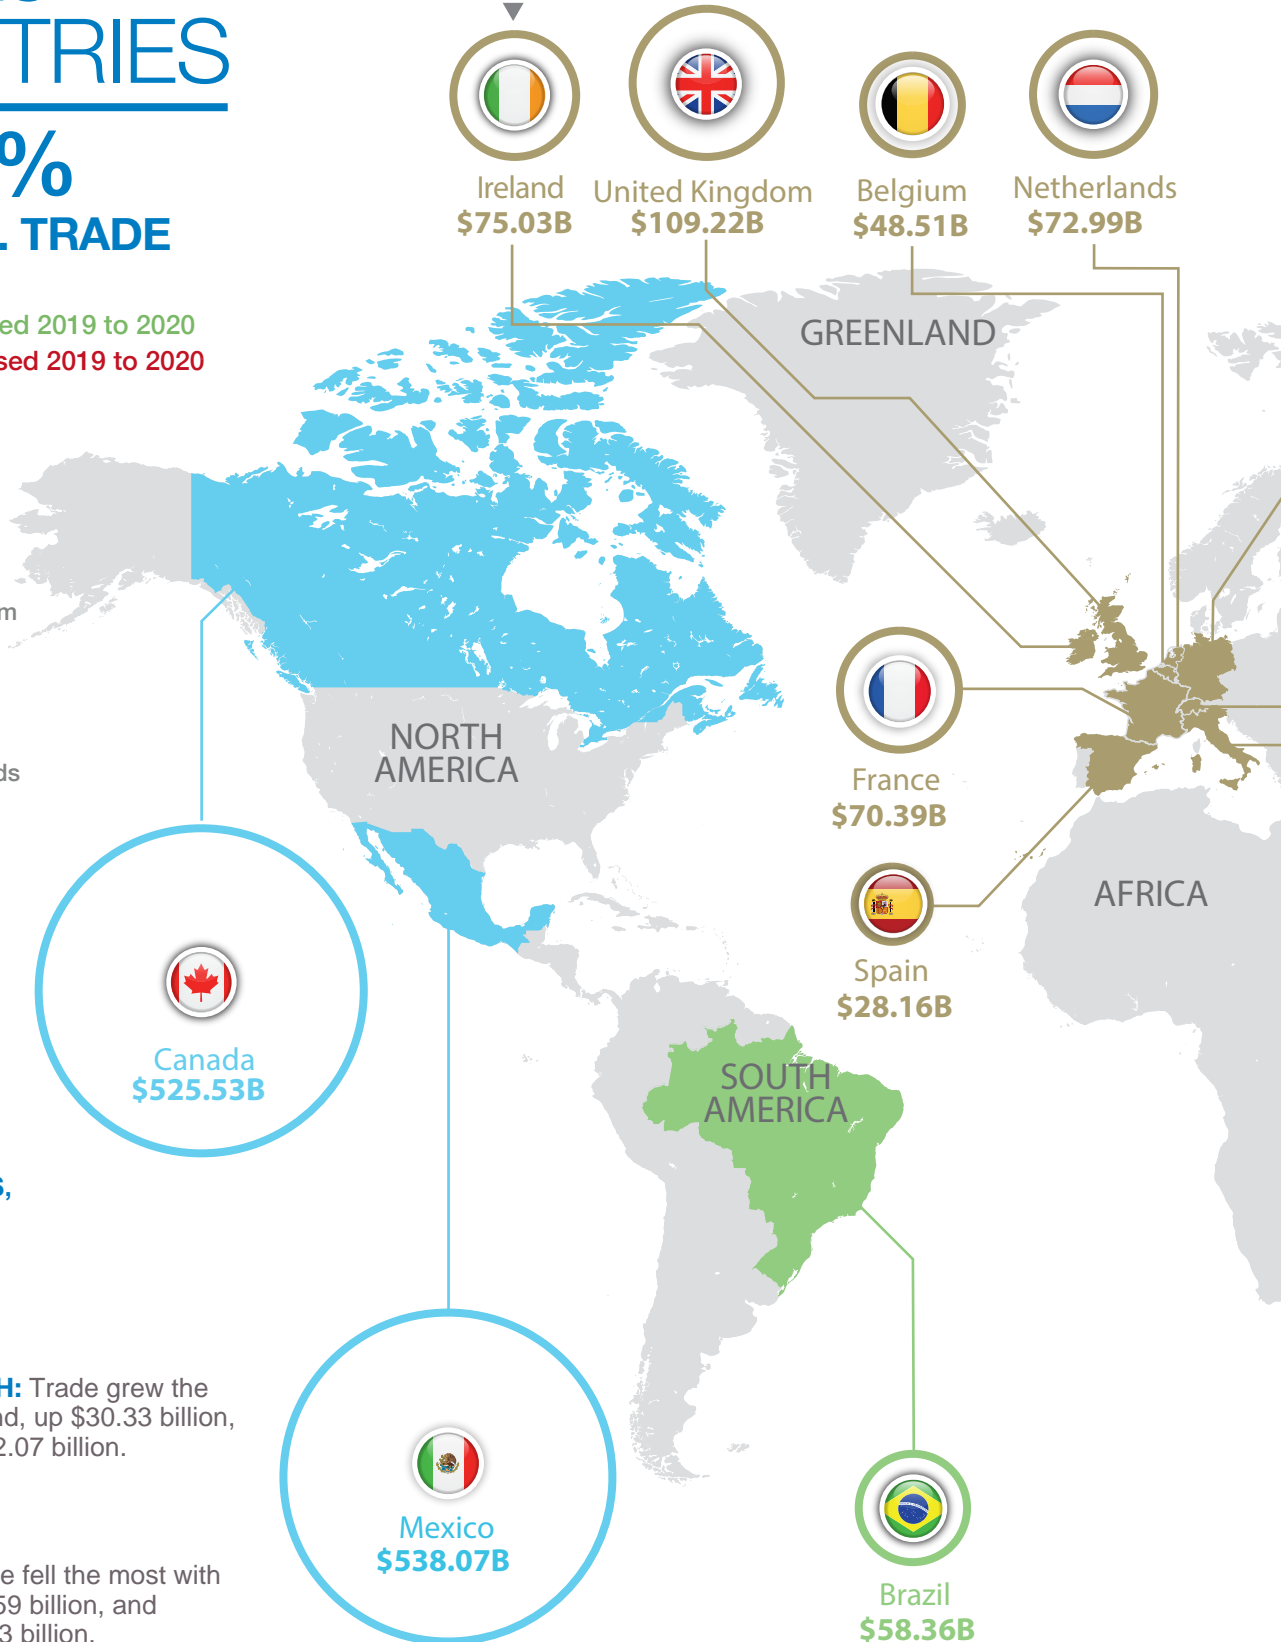 TRIES
%
. TRADE
ed 2019 to 2020
sed 2019 to 2020
Ireland
$75.03B
United Kingdom
$109.22B
Belgium
$48.51B
Netherlands
$72.99B
GREENLAND
m
NORTH
AMERICA
ds
France
$70.39B
AFRICA
Spain
$28.16B
Canada
$525.53B
SOUTH
AMERICA
s,
H: Trade grew the
nd, up $30.33 billion,
2.07 billion.
Mexico
$538.07B
e fell the most with
59 billion, and
3 billion.
Brazil
$58.36B